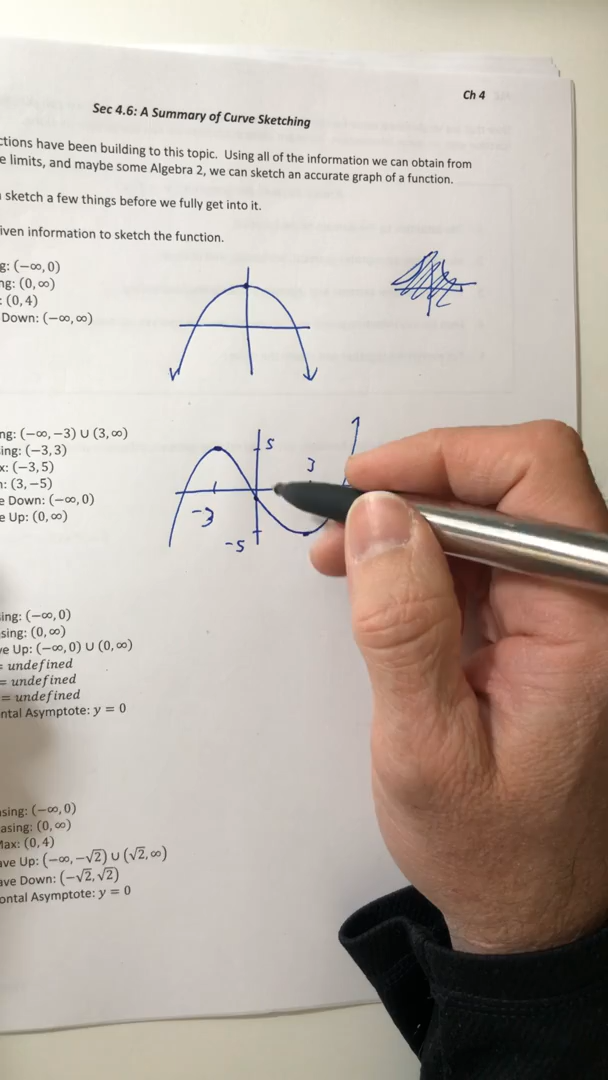 Ch 4
Sec 4.6: A Summary of Curve Sketching
ctions have been building to this topic. Using all of the information we can obtain from
e limits, and maybe some Algebra 2, we can sketch an accurate graph of a function.
sketch a few things before we fully get into it.
iven information to sketch the function.
g: (−∞, 0)
ng: (0, ∞)
: (0, 4)
Down: (−∞, ∞)
ng: (−∞, −3) ∪ (3, ∞)
ing: (−3, 3)
x: (−3, 5)
n: (3, −5)
e Down: (−∞, 0)
e Up: (0, ∞)
5
3
-3
-5
ing: (−∞, 0)
sing: (0, ∞)
ve Up: (−∞, 0) ∪ (0, ∞)
= undefined
= undefined
= undefined
ntal Asymptote: y = 0
asing: (−∞, 0)
easing: (0, ∞)
Max: (0, 4)
ave Up: (−∞, −√2) ∪ (√2, ∞)
ave Down: (−√2, √2)
ontal Asymptote: y = 0